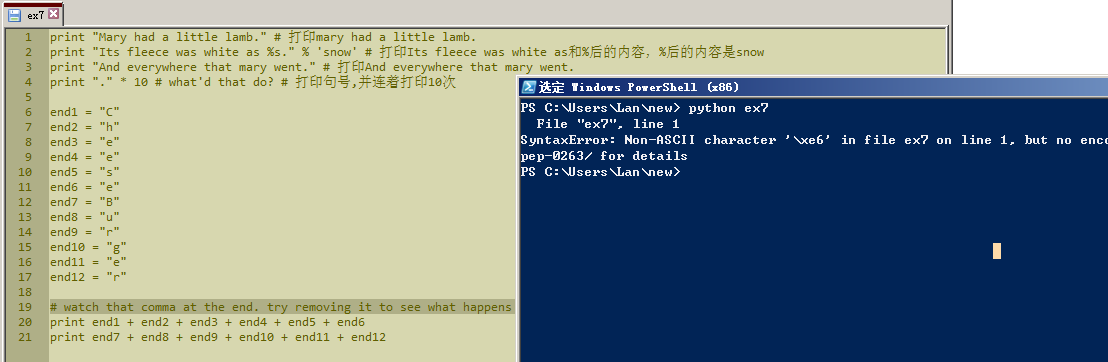 ex7
1 print "Mary had a little lamb." # 打印mary had a little lamb.
2 print "Its fleece was white as %s." % 'snow' # 打印Its fleece was white as和%后的内容, %后的内容是snow
3 print "And everywhere that mary went." # 打印And everywhere that mary went.
4 print "." * 10 # what'd that do? # 打印句号,并连着打印10次
5
6 end1 = "C"
7 end2 = "h"
8 end3 = "e"
9 end4 = "e"
10 end5 = "s"
11 end6 = "e"
12 end7 = "B"
13 end8 = "u"
14 end9 = "r"
15 end10 = "g"
16 end11 = "e"
17 end12 = "r"
18
19 # watch that comma at the end. try removing it to see what happens
20 print end1 + end2 + end3 + end4 + end5 + end6
21 print end7 + end8 + end9 + end10 + end11 + end12
选定 Windows PowerShell (x86)
PS C:\Users\Lan\new> python ex7
File "ex7", line 1
SyntaxError: Non-ASCII character '\xe6' in file ex7 on line 1, but no enco
pep-0263/ for details
PS C:\Users\Lan\new>